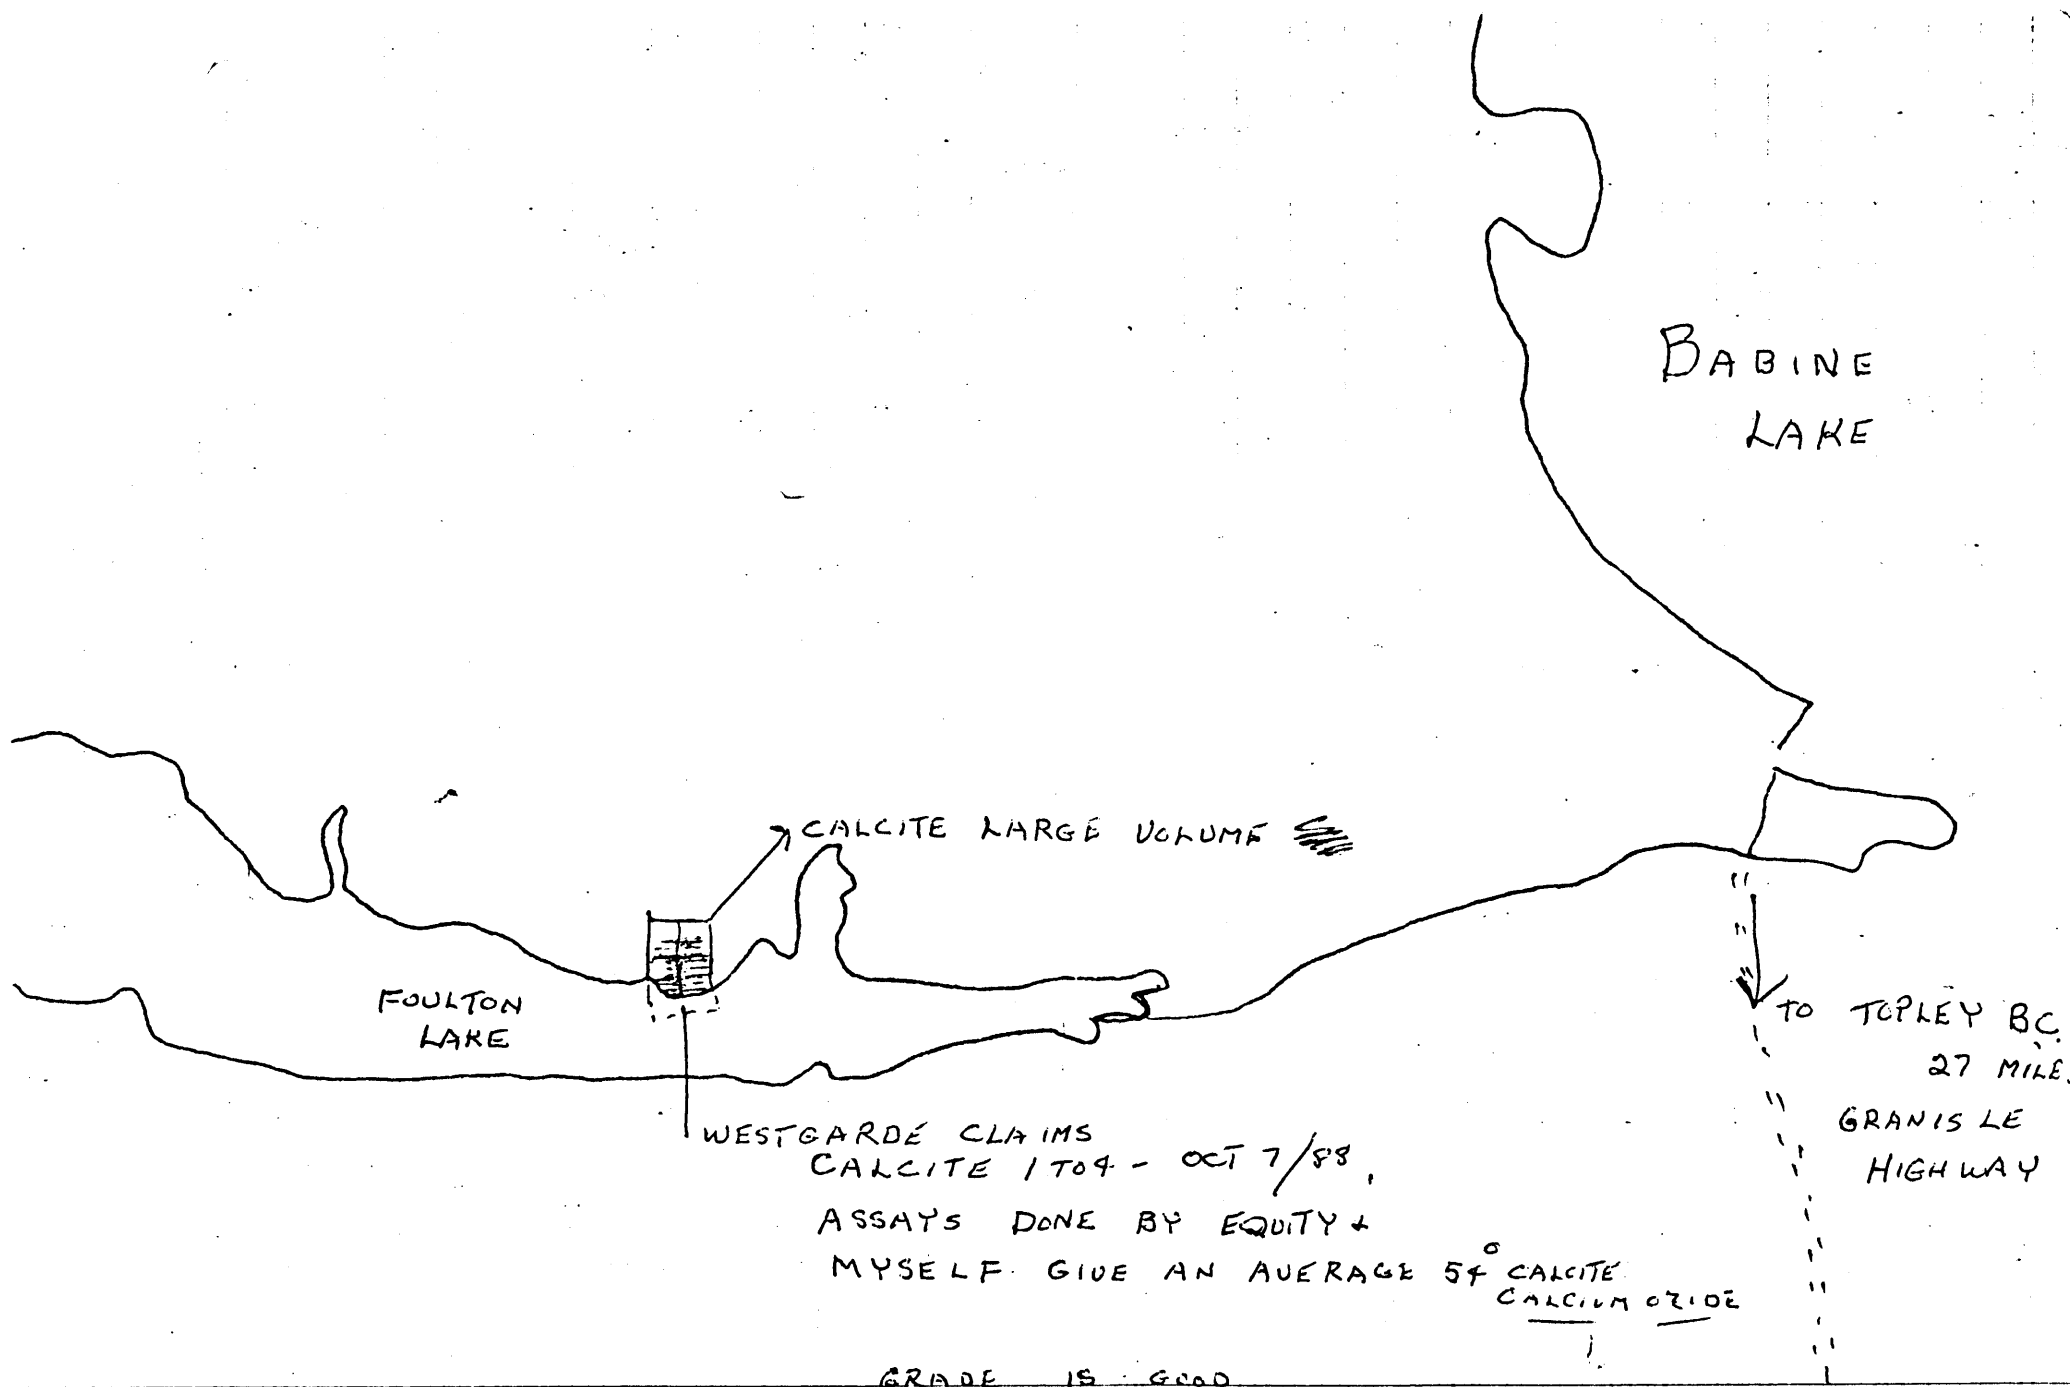 BABINE
LAKE
CALCITE LARGE VOLUME
FOULTON
LAKE
TO TOPLEY BC.
27 MILE.
GRANISLE
HIGHWAY
WESTGARDE CLAIMS
CALCITE 1 TO 4 - OCT 7/88,
ASSAYS DONE BY EQUITY &
MYSELF. GIVE AN AVERAGE 54° CALCITE
CALCIUM OXIDE
GRADE IS GOOD